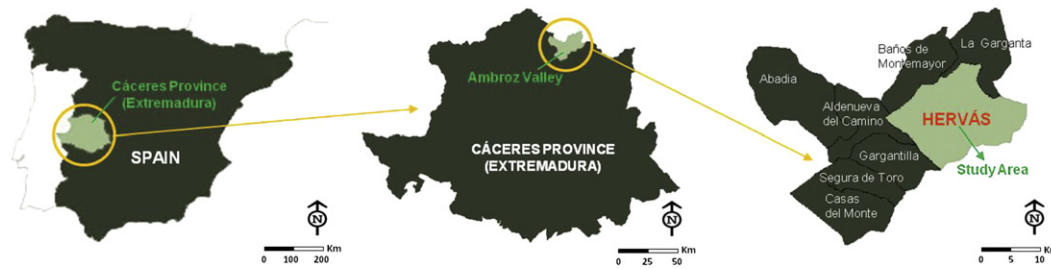 Cáceres Province
(Extremadura)
SPAIN
N
Km
0 100 200
Ambroz Valley
CÁCERES PROVINCE
(EXTREMADURA)
N
Km
0 25 50
La Garganta
Baños de
Montemayor
Abadia
Aldenueva
del Camino
HERVÁS
Gargantilla
Study Area
Segura de Toro
Casas
del Monte
N
Km
0 5 10